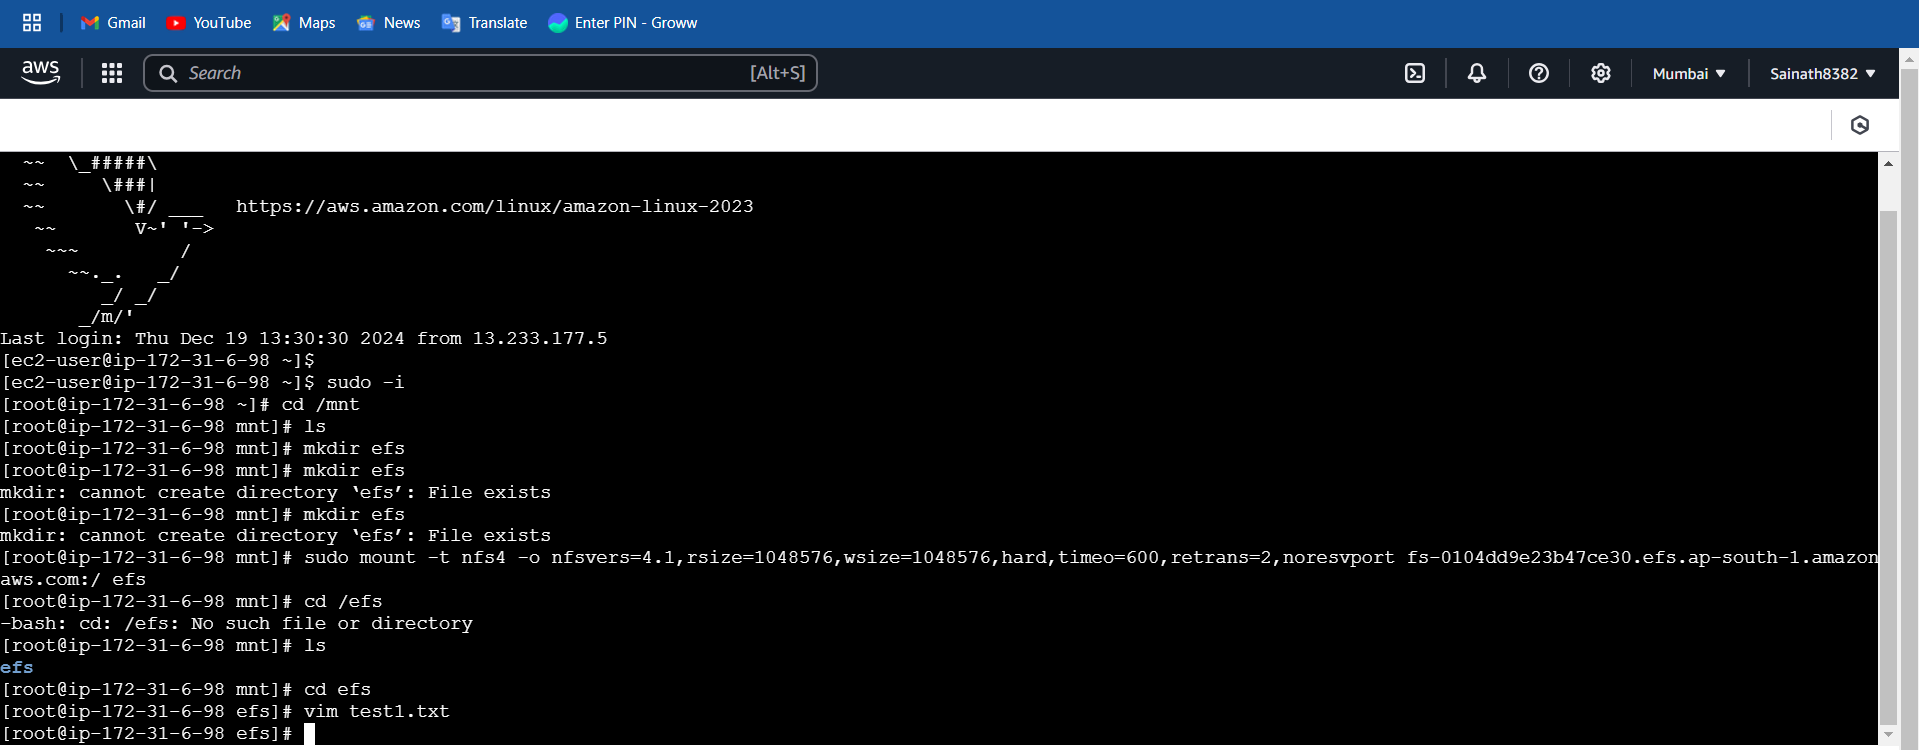 Gmail YouTube Maps News Translate Enter PIN - Groww
aws Search [Alt+S] Mumbai ▼ Sainath8382 ▼
  ~~  \_#####\
  ~~     \###|
  ~~       \#/ ___   https://aws.amazon.com/linux/amazon-linux-2023
   ~~       V~' '->
    ~~~         /
      ~~._.   _/
         _/ _/
       _/m/'
Last login: Thu Dec 19 13:30:30 2024 from 13.233.177.5
[ec2-user@ip-172-31-6-98 ~]$
[ec2-user@ip-172-31-6-98 ~]$ sudo -i
[root@ip-172-31-6-98 ~]# cd /mnt
[root@ip-172-31-6-98 mnt]# ls
[root@ip-172-31-6-98 mnt]# mkdir efs
[root@ip-172-31-6-98 mnt]# mkdir efs
mkdir: cannot create directory ‘efs’: File exists
[root@ip-172-31-6-98 mnt]# mkdir efs
mkdir: cannot create directory ‘efs’: File exists
[root@ip-172-31-6-98 mnt]# sudo mount -t nfs4 -o nfsvers=4.1,rsize=1048576,wsize=1048576,hard,timeo=600,retrans=2,noresvport fs-0104dd9e23b47ce30.efs.ap-south-1.amazon
aws.com:/ efs
[root@ip-172-31-6-98 mnt]# cd /efs
-bash: cd: /efs: No such file or directory
[root@ip-172-31-6-98 mnt]# ls
efs
[root@ip-172-31-6-98 mnt]# cd efs
[root@ip-172-31-6-98 efs]# vim test1.txt
[root@ip-172-31-6-98 efs]#